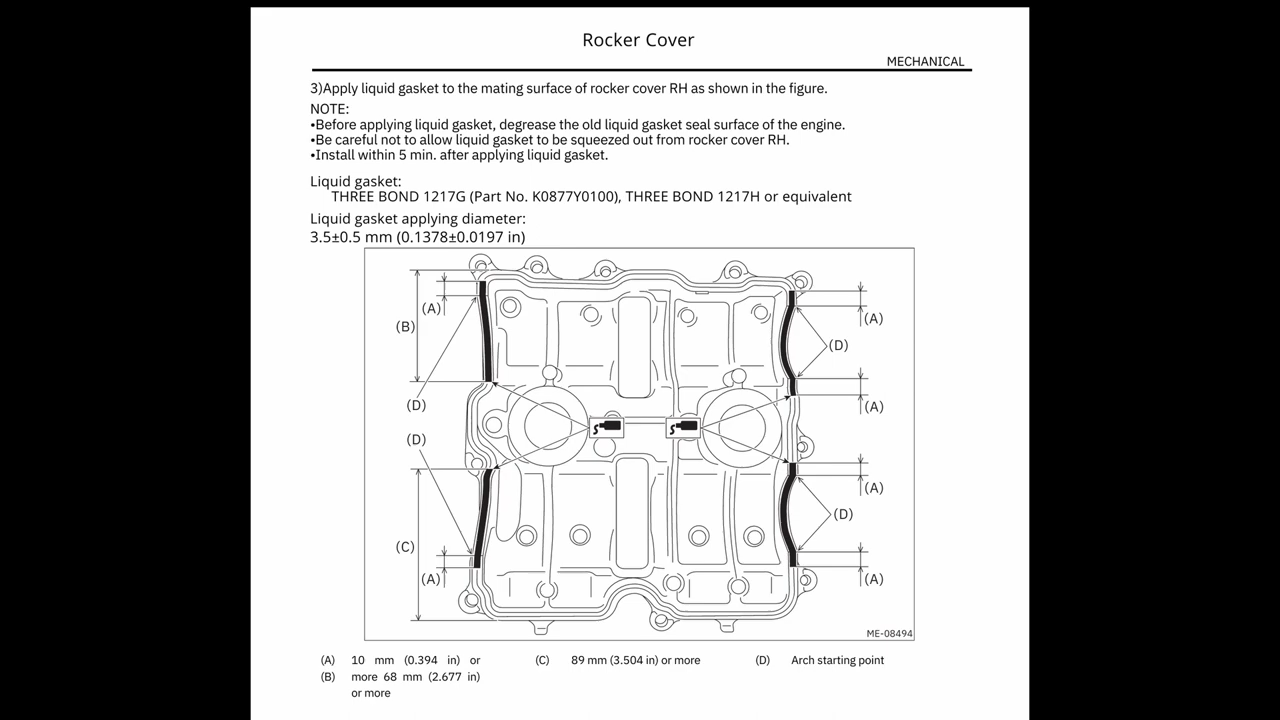 Rocker Cover
MECHANICAL
3)Apply liquid gasket to the mating surface of rocker cover RH as shown in the figure.
NOTE:
•Before applying liquid gasket, degrease the old liquid gasket seal surface of the engine.
•Be careful not to allow liquid gasket to be squeezed out from rocker cover RH.
•Install within 5 min. after applying liquid gasket.
Liquid gasket:
THREE BOND 1217G (Part No. K0877Y0100), THREE BOND 1217H or equivalent
Liquid gasket applying diameter:
3.5±0.5 mm (0.1378±0.0197 in)
(A)
(A)
(B)
(D)
(D)
(A)
(D)
(A)
(D)
(C)
(A)
(A)
ME-08494
(A) 10 mm (0.394 in) or (C) 89 mm (3.504 in) or more (D) Arch starting point
(B) more 68 mm (2.677 in)
or more